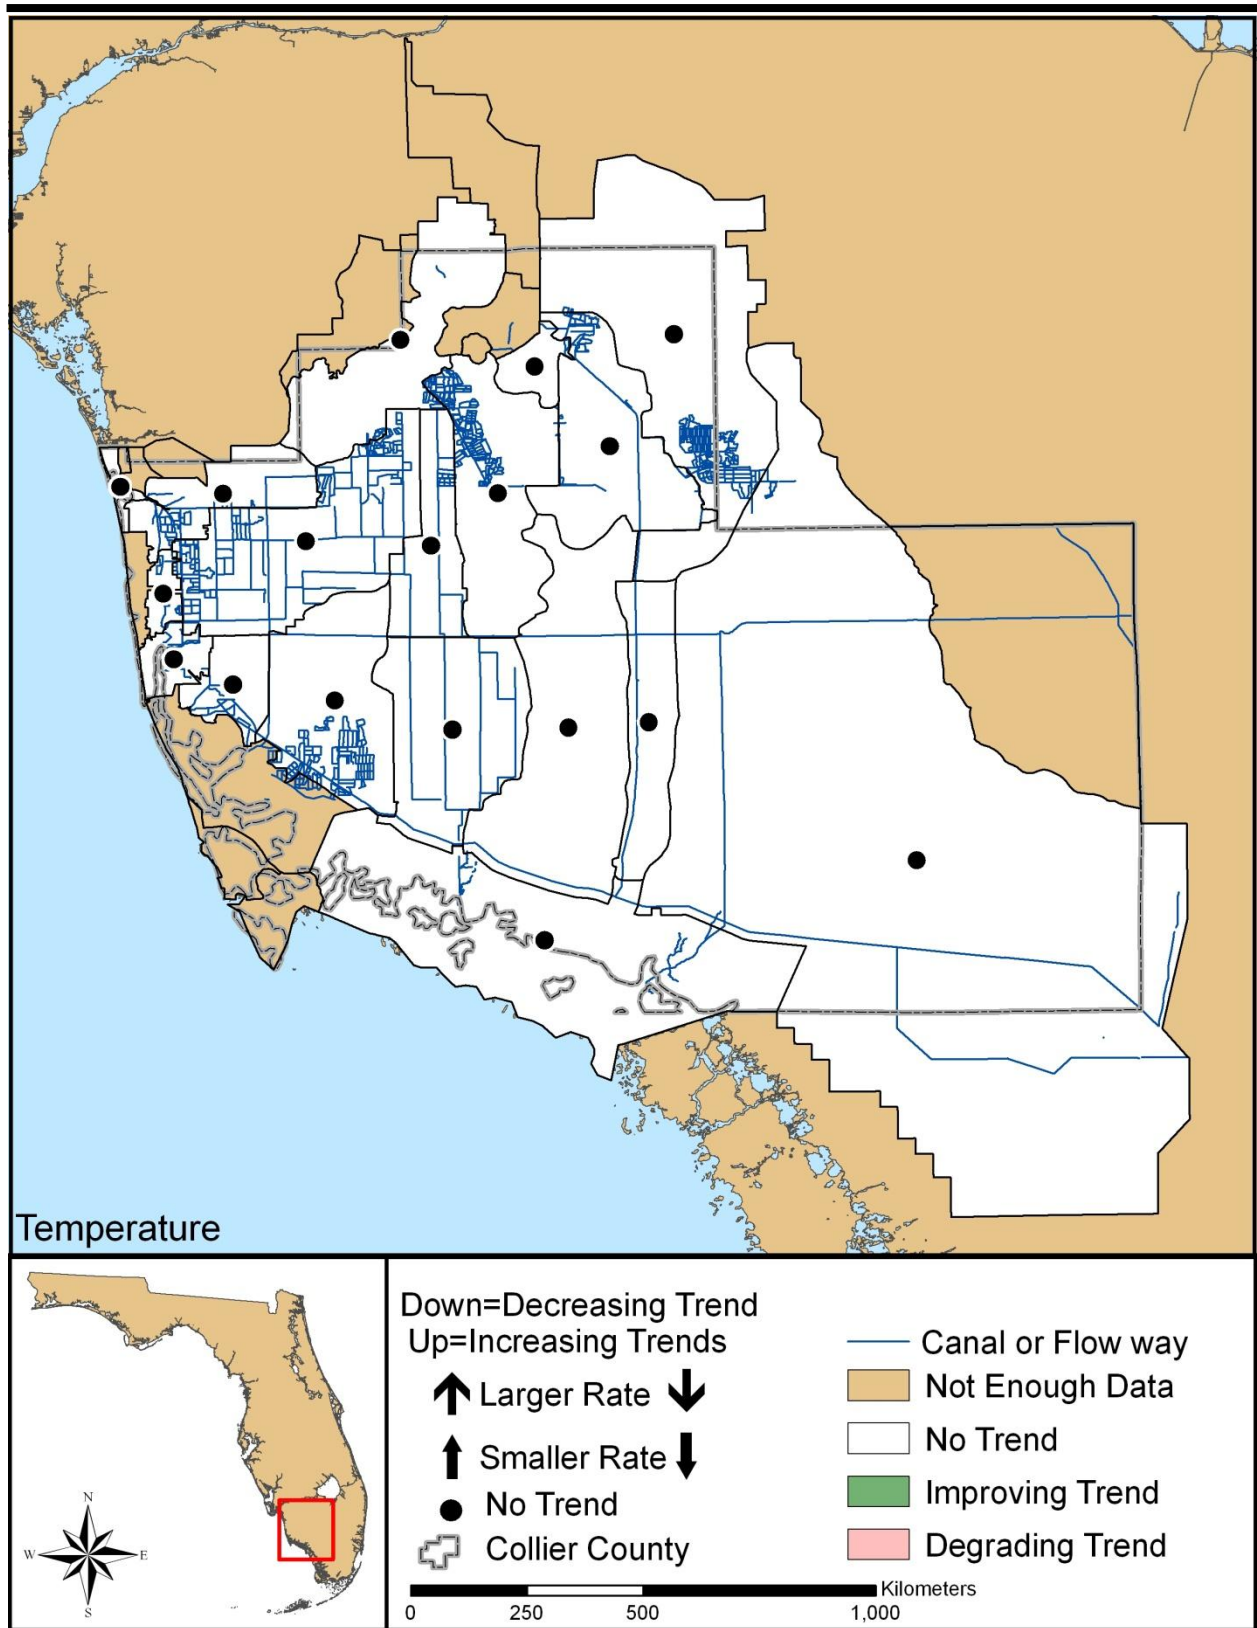 Temperature
N
W
E
S
Down=Decreasing Trend
Up=Increasing Trends
Larger Rate
Smaller Rate
No Trend
Collier County
Canal or Flow way
Not Enough Data
No Trend
Improving Trend
Degrading Trend
Kilometers
0 250 500 1,000